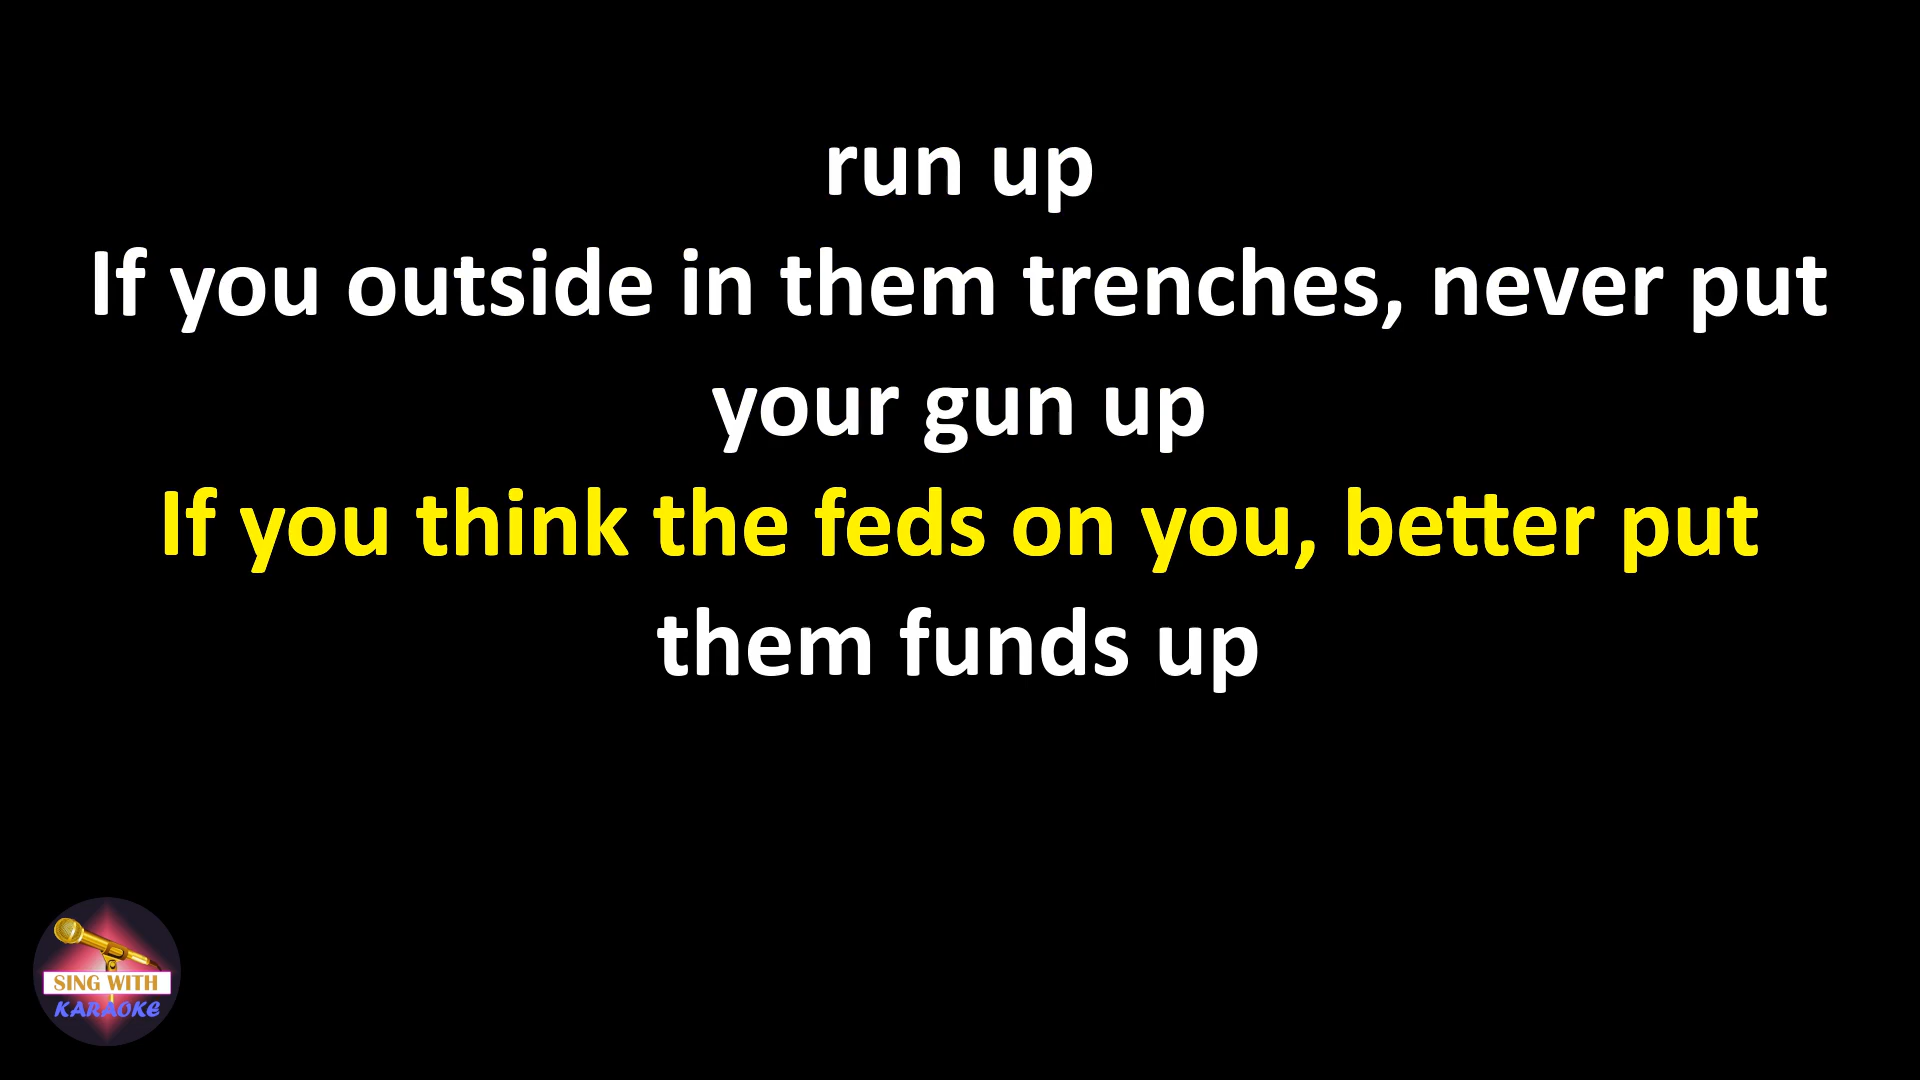 run up
If you outside in them trenches, never put
your gun up
If you think the feds on you, better put
them funds up
SING WITH
KARAOKE